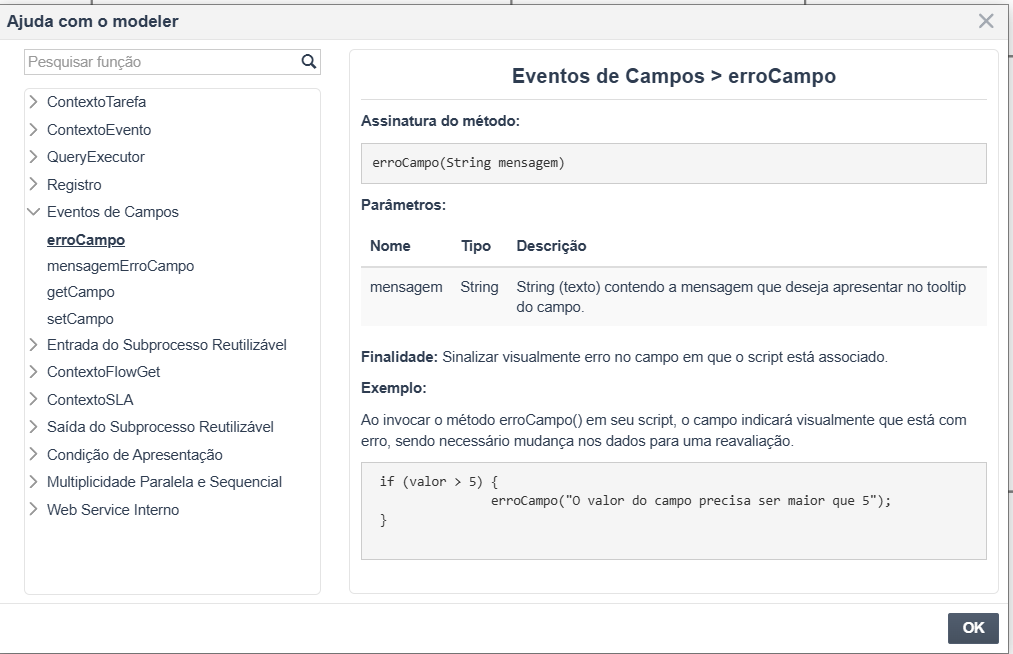 Ajuda com o modeler
Pesquisar função
ContextoTarefa
ContextoEvento
QueryExecutor
Registro
Eventos de Campos
erroCampo
mensagemErroCampo
getCampo
setCampo
Entrada do Subprocesso Reutilizável
ContextoFlowGet
ContextoSLA
Saída do Subprocesso Reutilizável
Condição de Apresentação
Multiplicidade Paralela e Sequencial
Web Service Interno
Eventos de Campos > erroCampo
Assinatura do método:
erroCampo(String mensagem)
Parâmetros:
Nome Tipo Descrição
mensagem String String (texto) contendo a mensagem que deseja apresentar no tooltip
do campo.
Finalidade: Sinalizar visualmente erro no campo em que o script está associado.
Exemplo:
Ao invocar o método erroCampo() em seu script, o campo indicará visualmente que está com
erro, sendo necessário mudança nos dados para uma reavaliação.
if (valor > 5) {
erroCampo("O valor do campo precisa ser maior que 5");
}
OK